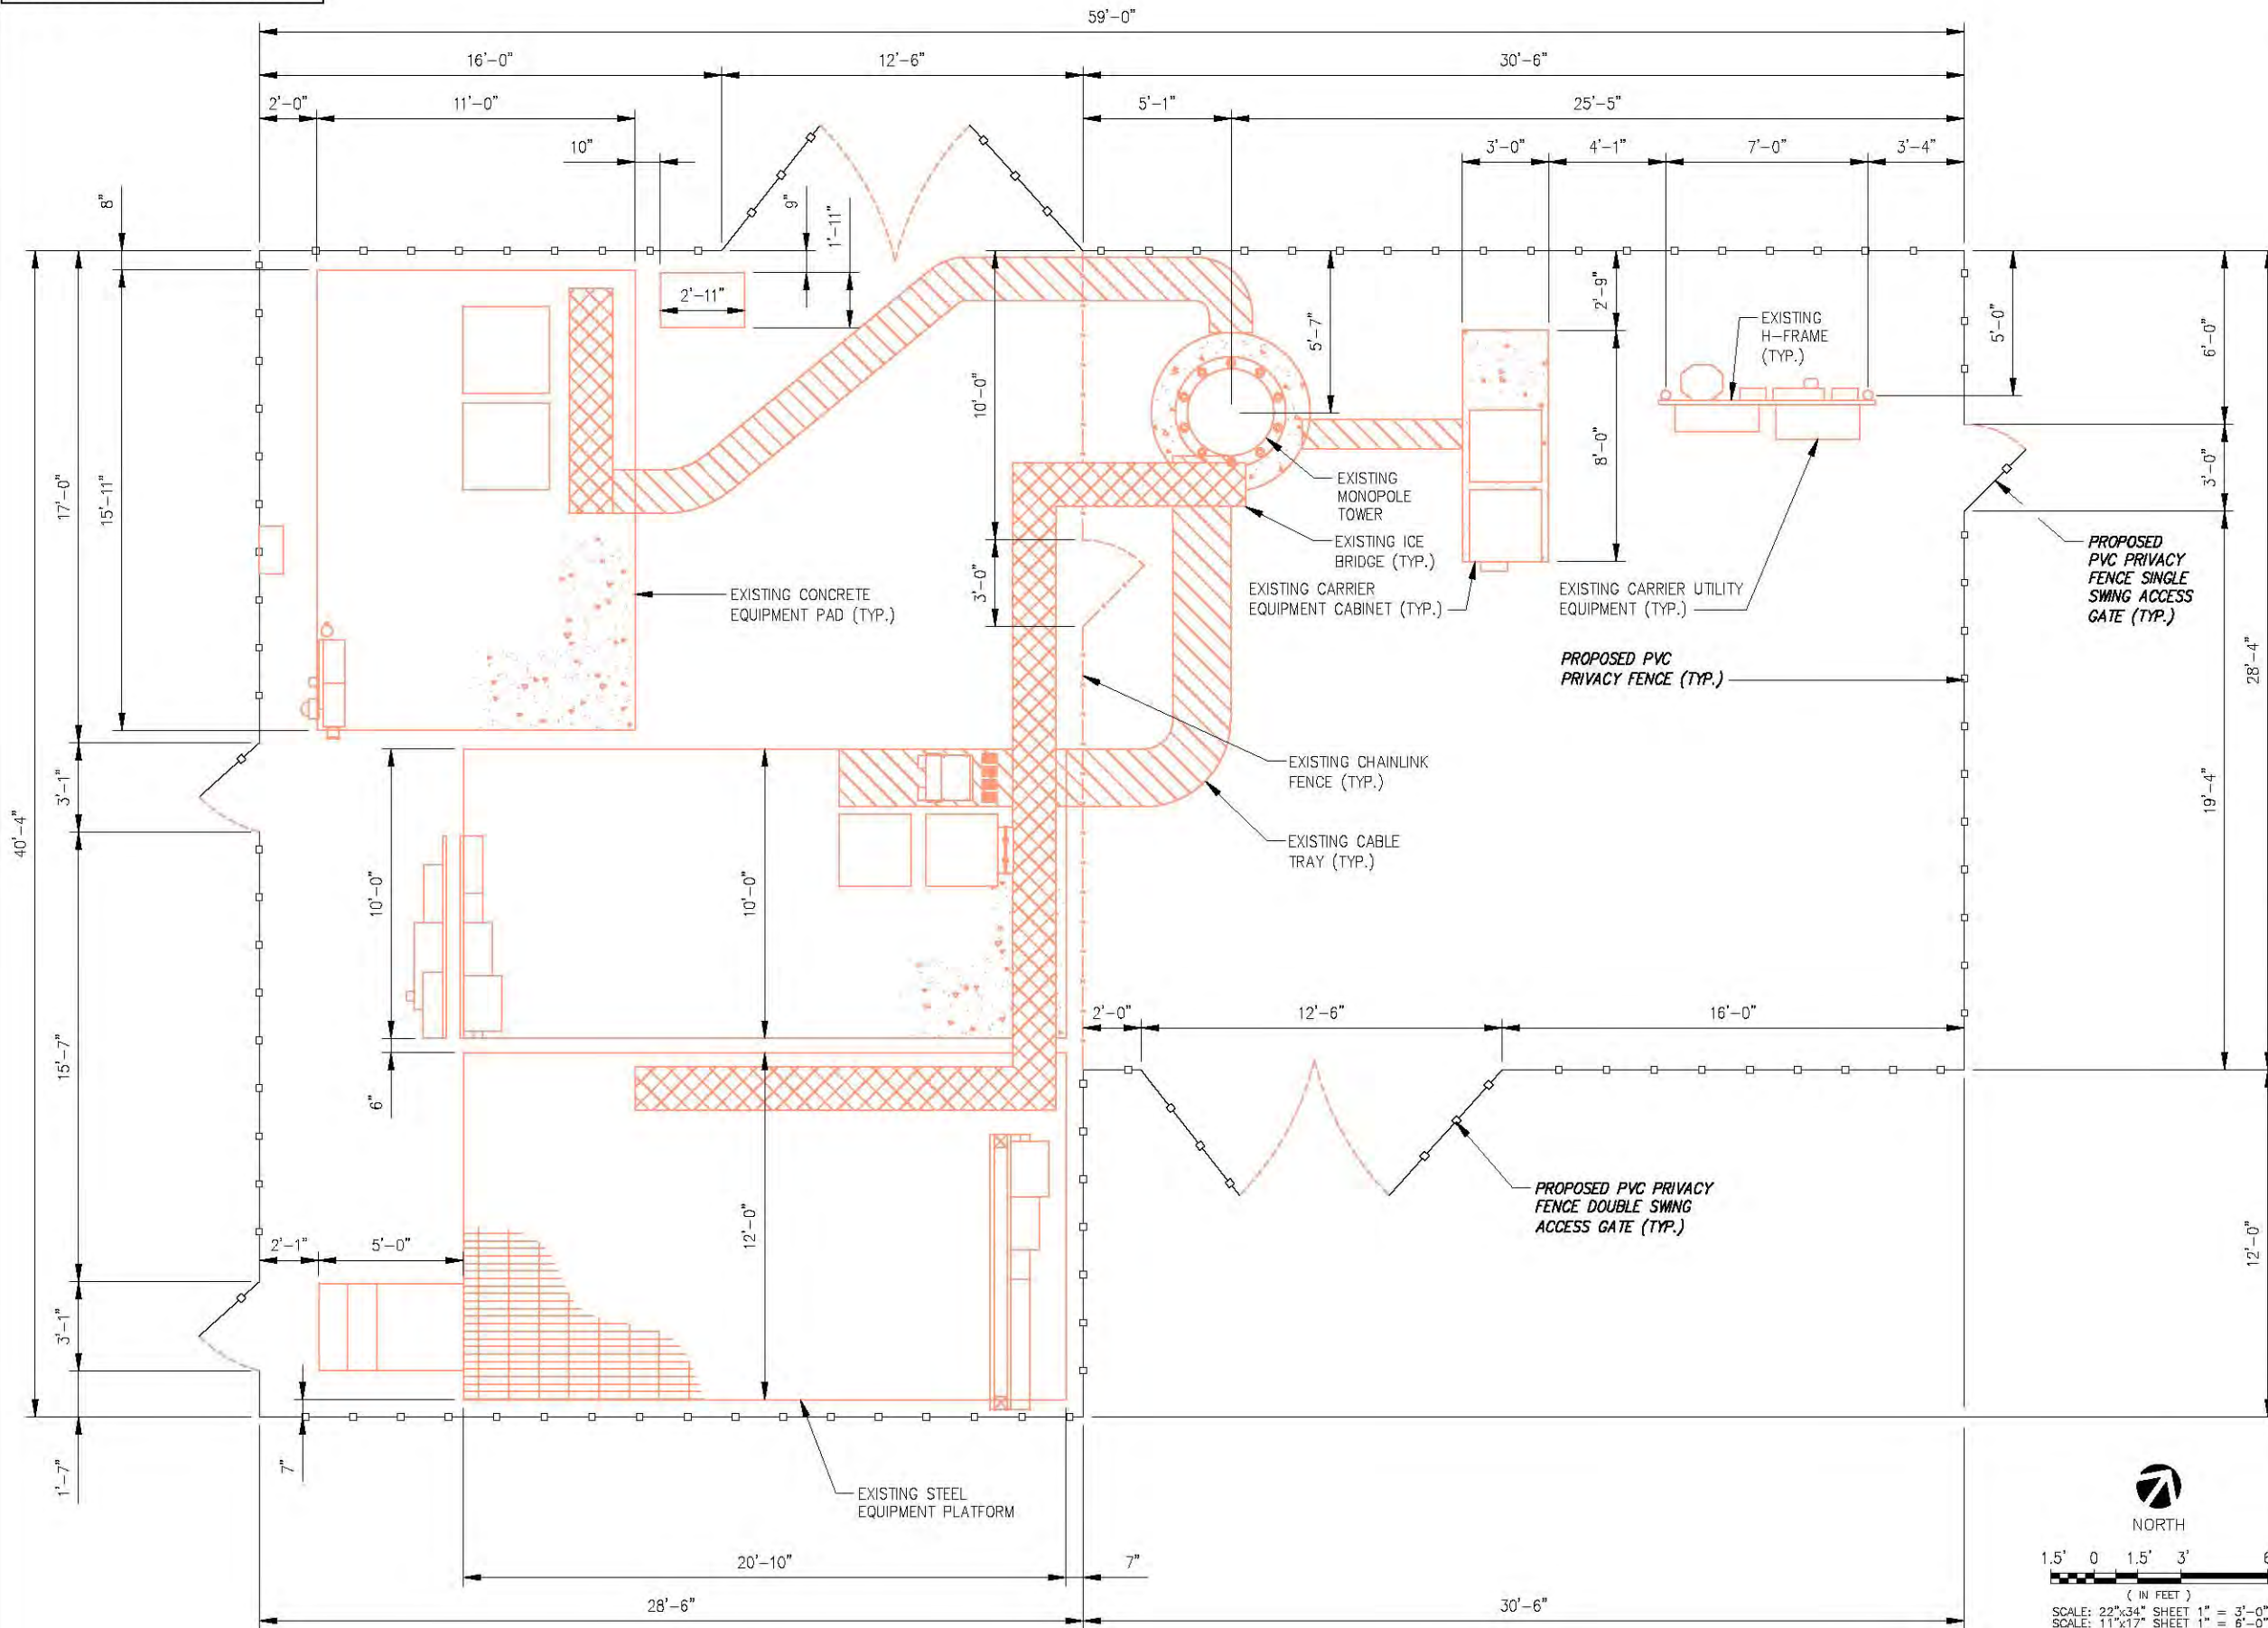 59'-0"
16'-0"
12'-6"
30'-6"
2'-0"
11'-0"
5'-1"
25'-5"
10"
3'-0"
4'-1"
7'-0"
3'-4"
8"
9"
1'-11"
2'-11"
5'-7"
2'-9"
EXISTING
H-FRAME
(TYP.)
5'-0"
6'-0"
10'-0"
8'-0"
17'-0"
15'-11"
3'-0"
EXISTING
MONOPOLE
TOWER
EXISTING ICE
BRIDGE (TYP.)
3'-0"
PROPOSED
PVC PRIVACY
FENCE SINGLE
SWING ACCESS
GATE (TYP.)
EXISTING CONCRETE
EQUIPMENT PAD (TYP.)
EXISTING CARRIER
EQUIPMENT CABINET (TYP.)
EXISTING CARRIER UTILITY
EQUIPMENT (TYP.)
PROPOSED PVC
PRIVACY FENCE (TYP.)
28'-4"
EXISTING CHAINLINK
FENCE (TYP.)
3'-1"
40'-4"
19'-4"
EXISTING CABLE
TRAY (TYP.)
10'-0"
10'-0"
2'-0"
12'-6"
16'-0"
15'-7"
6"
PROPOSED PVC PRIVACY
FENCE DOUBLE SWING
ACCESS GATE (TYP.)
12'-0"
2'-1"
5'-0"
12'-0"
3'-1"
1'-7"
7"
EXISTING STEEL
EQUIPMENT PLATFORM
NORTH
20'-10"
7"
1.5'
0
1.5'
3'
( IN FEET )
28'-6"
30'-6"
SCALE: 22"x34" SHEET 1" = 3'-0"
SCALE: 11"x17" SHEET 1" = 6'-0"